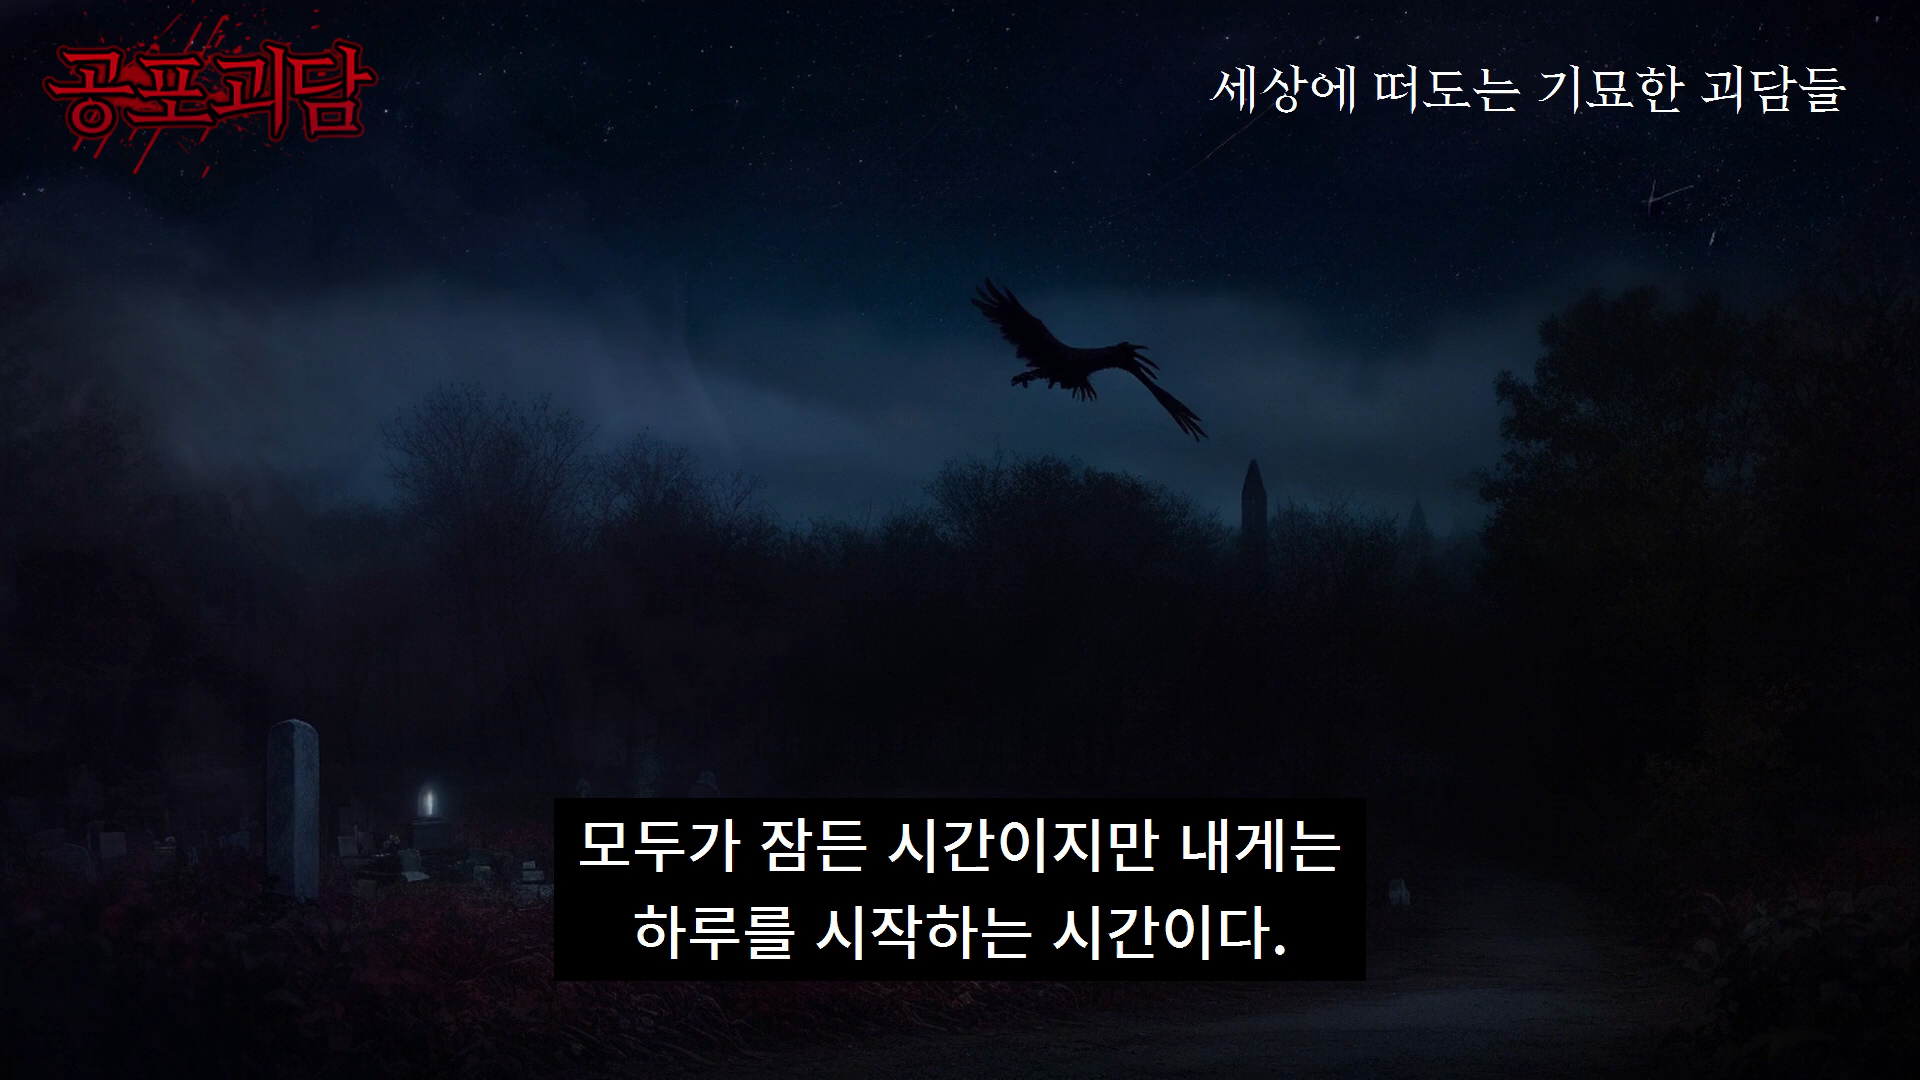 공포괴담
세상에 떠도는 기묘한 괴담들
모두가 잠든 시간이지만 내게는
하루를 시작하는 시간이다.